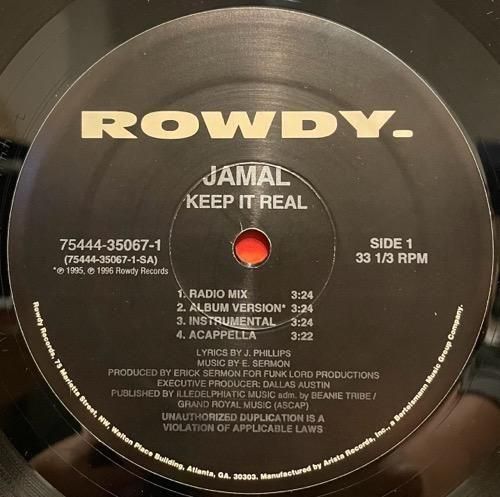 ROWDY.
JAMAL
KEEP IT REAL
75444-35067-1
(75444-35067-1-SA)
*℗ 1995, ℗ 1996 Rowdy Records
SIDE 1
33 1/3 RPM
1. RADIO MIX 3:24
2. ALBUM VERSION* 3:24
3. INSTRUMENTAL 3:24
4. ACAPPELLA 3:22
LYRICS BY J. PHILLIPS
MUSIC BY E. SERMON
PRODUCED BY ERICK SERMON FOR FUNK LORD PRODUCTIONS
EXECUTIVE PRODUCER: DALLAS AUSTIN
PUBLISHED BY ILLEDELPHATIC MUSIC adm. by BEANIE TRIBE /
GRAND ROYAL MUSIC (ASCAP)
UNAUTHORIZED DUPLICATION IS A
VIOLATION OF APPLICABLE LAWS
Rowdy Records, 75 Marietta Street, NW, Walton Place Building, Atlanta, GA. 30303. Manufactured by Arista Records, Inc., a Bertelsmann Music Group Company.